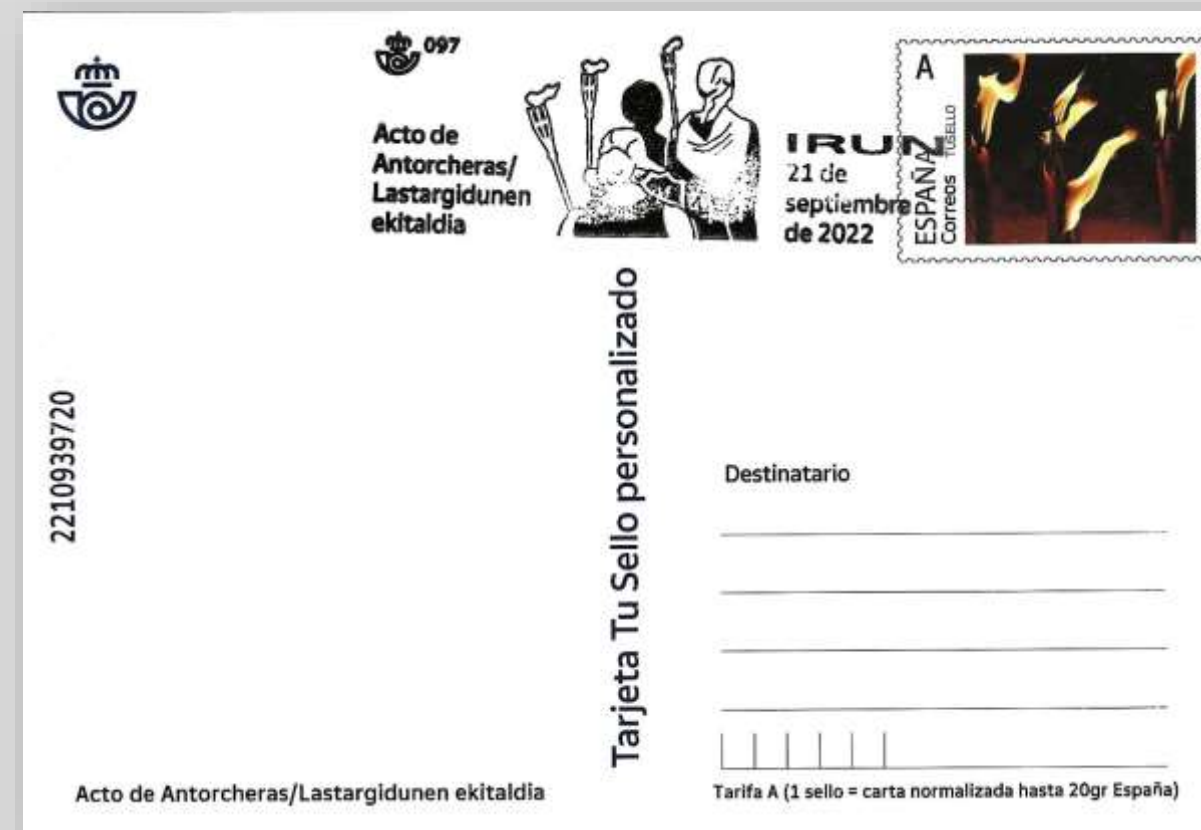 097
Acto de
Antorcheras/
Lastargidunen
ekitaldia
IRUN
21 de
septiembre
de 2022
A
ESPAÑA
Correos TUSELLO
2210939720
Tarjeta Tu Sello personalizado
Destinatario
Acto de Antorcheras/Lastargidunen ekitaldia
Tarifa A (1 sello = carta normalizada hasta 20gr España)